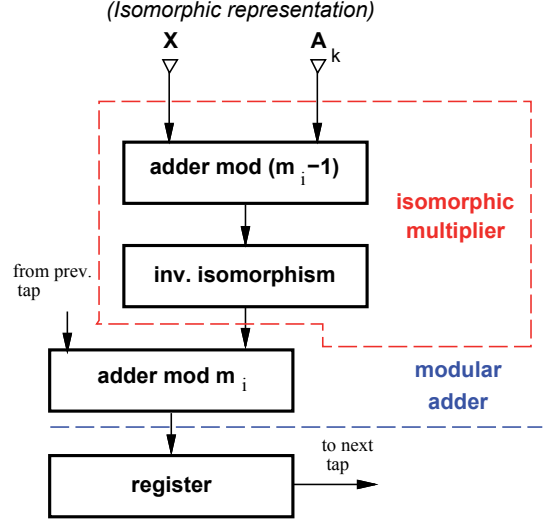 (Isomorphic representation)
X A k
adder mod (m i −1)
isomorphic
multiplier
from prev.
tap
inv. isomorphism
adder mod m i
modular
adder
to next
tap
register